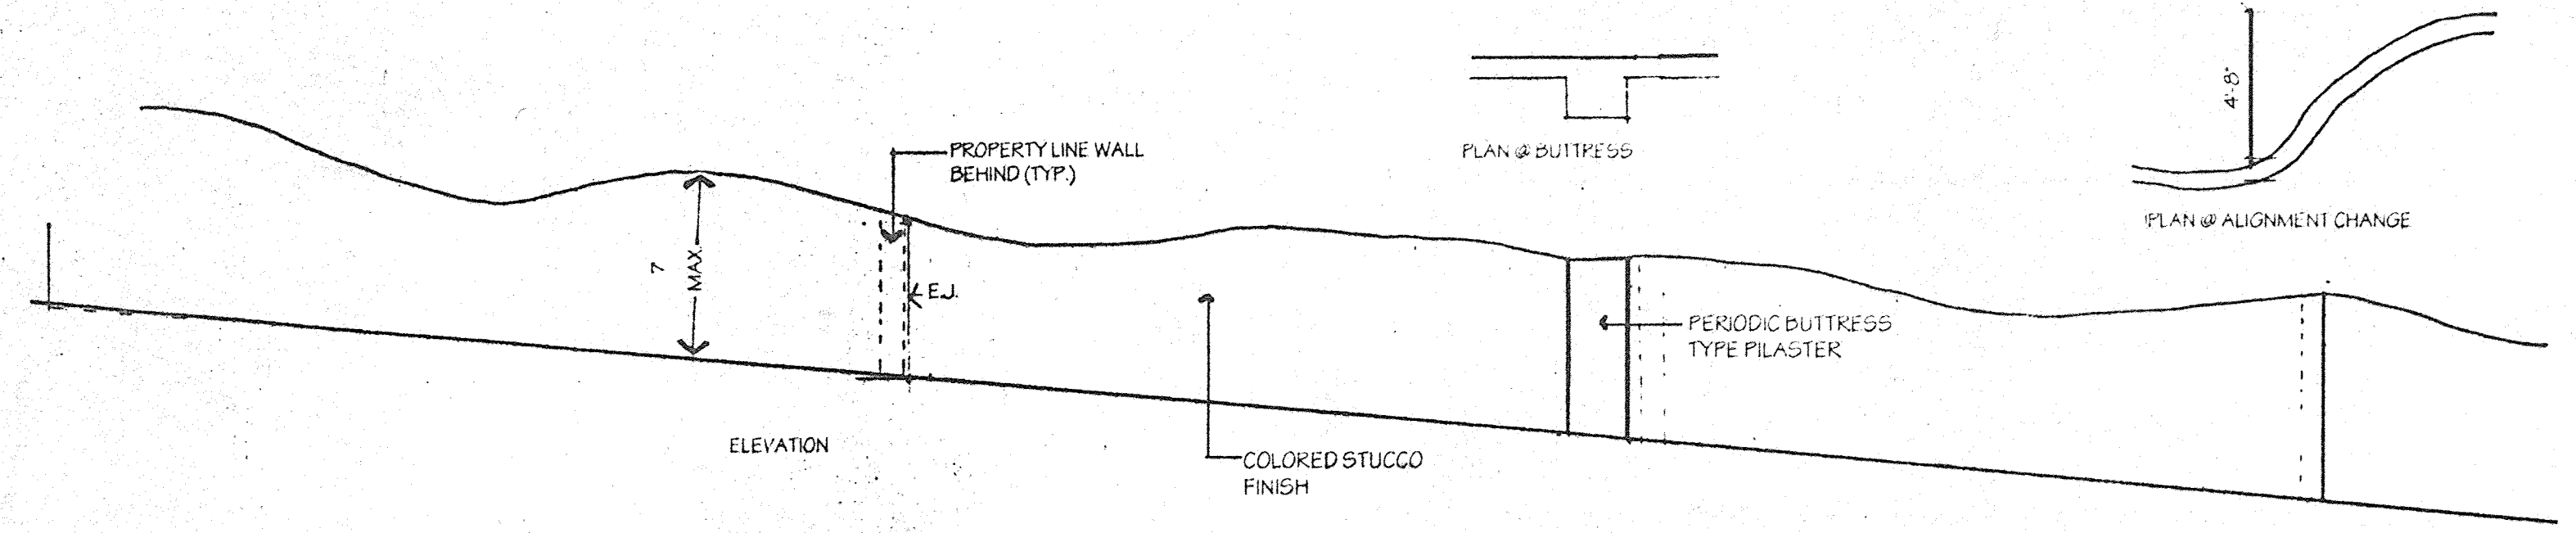 PROPERTY LINE WALL
BEHIND (TYP.)
PLAN @ BUTTRESS
4'-8"
PLAN @ ALIGNMENT CHANGE
7
MAX.
E.J.
PERIODIC BUTTRESS
TYPE PILASTER
ELEVATION
COLORED STUCCO
FINISH